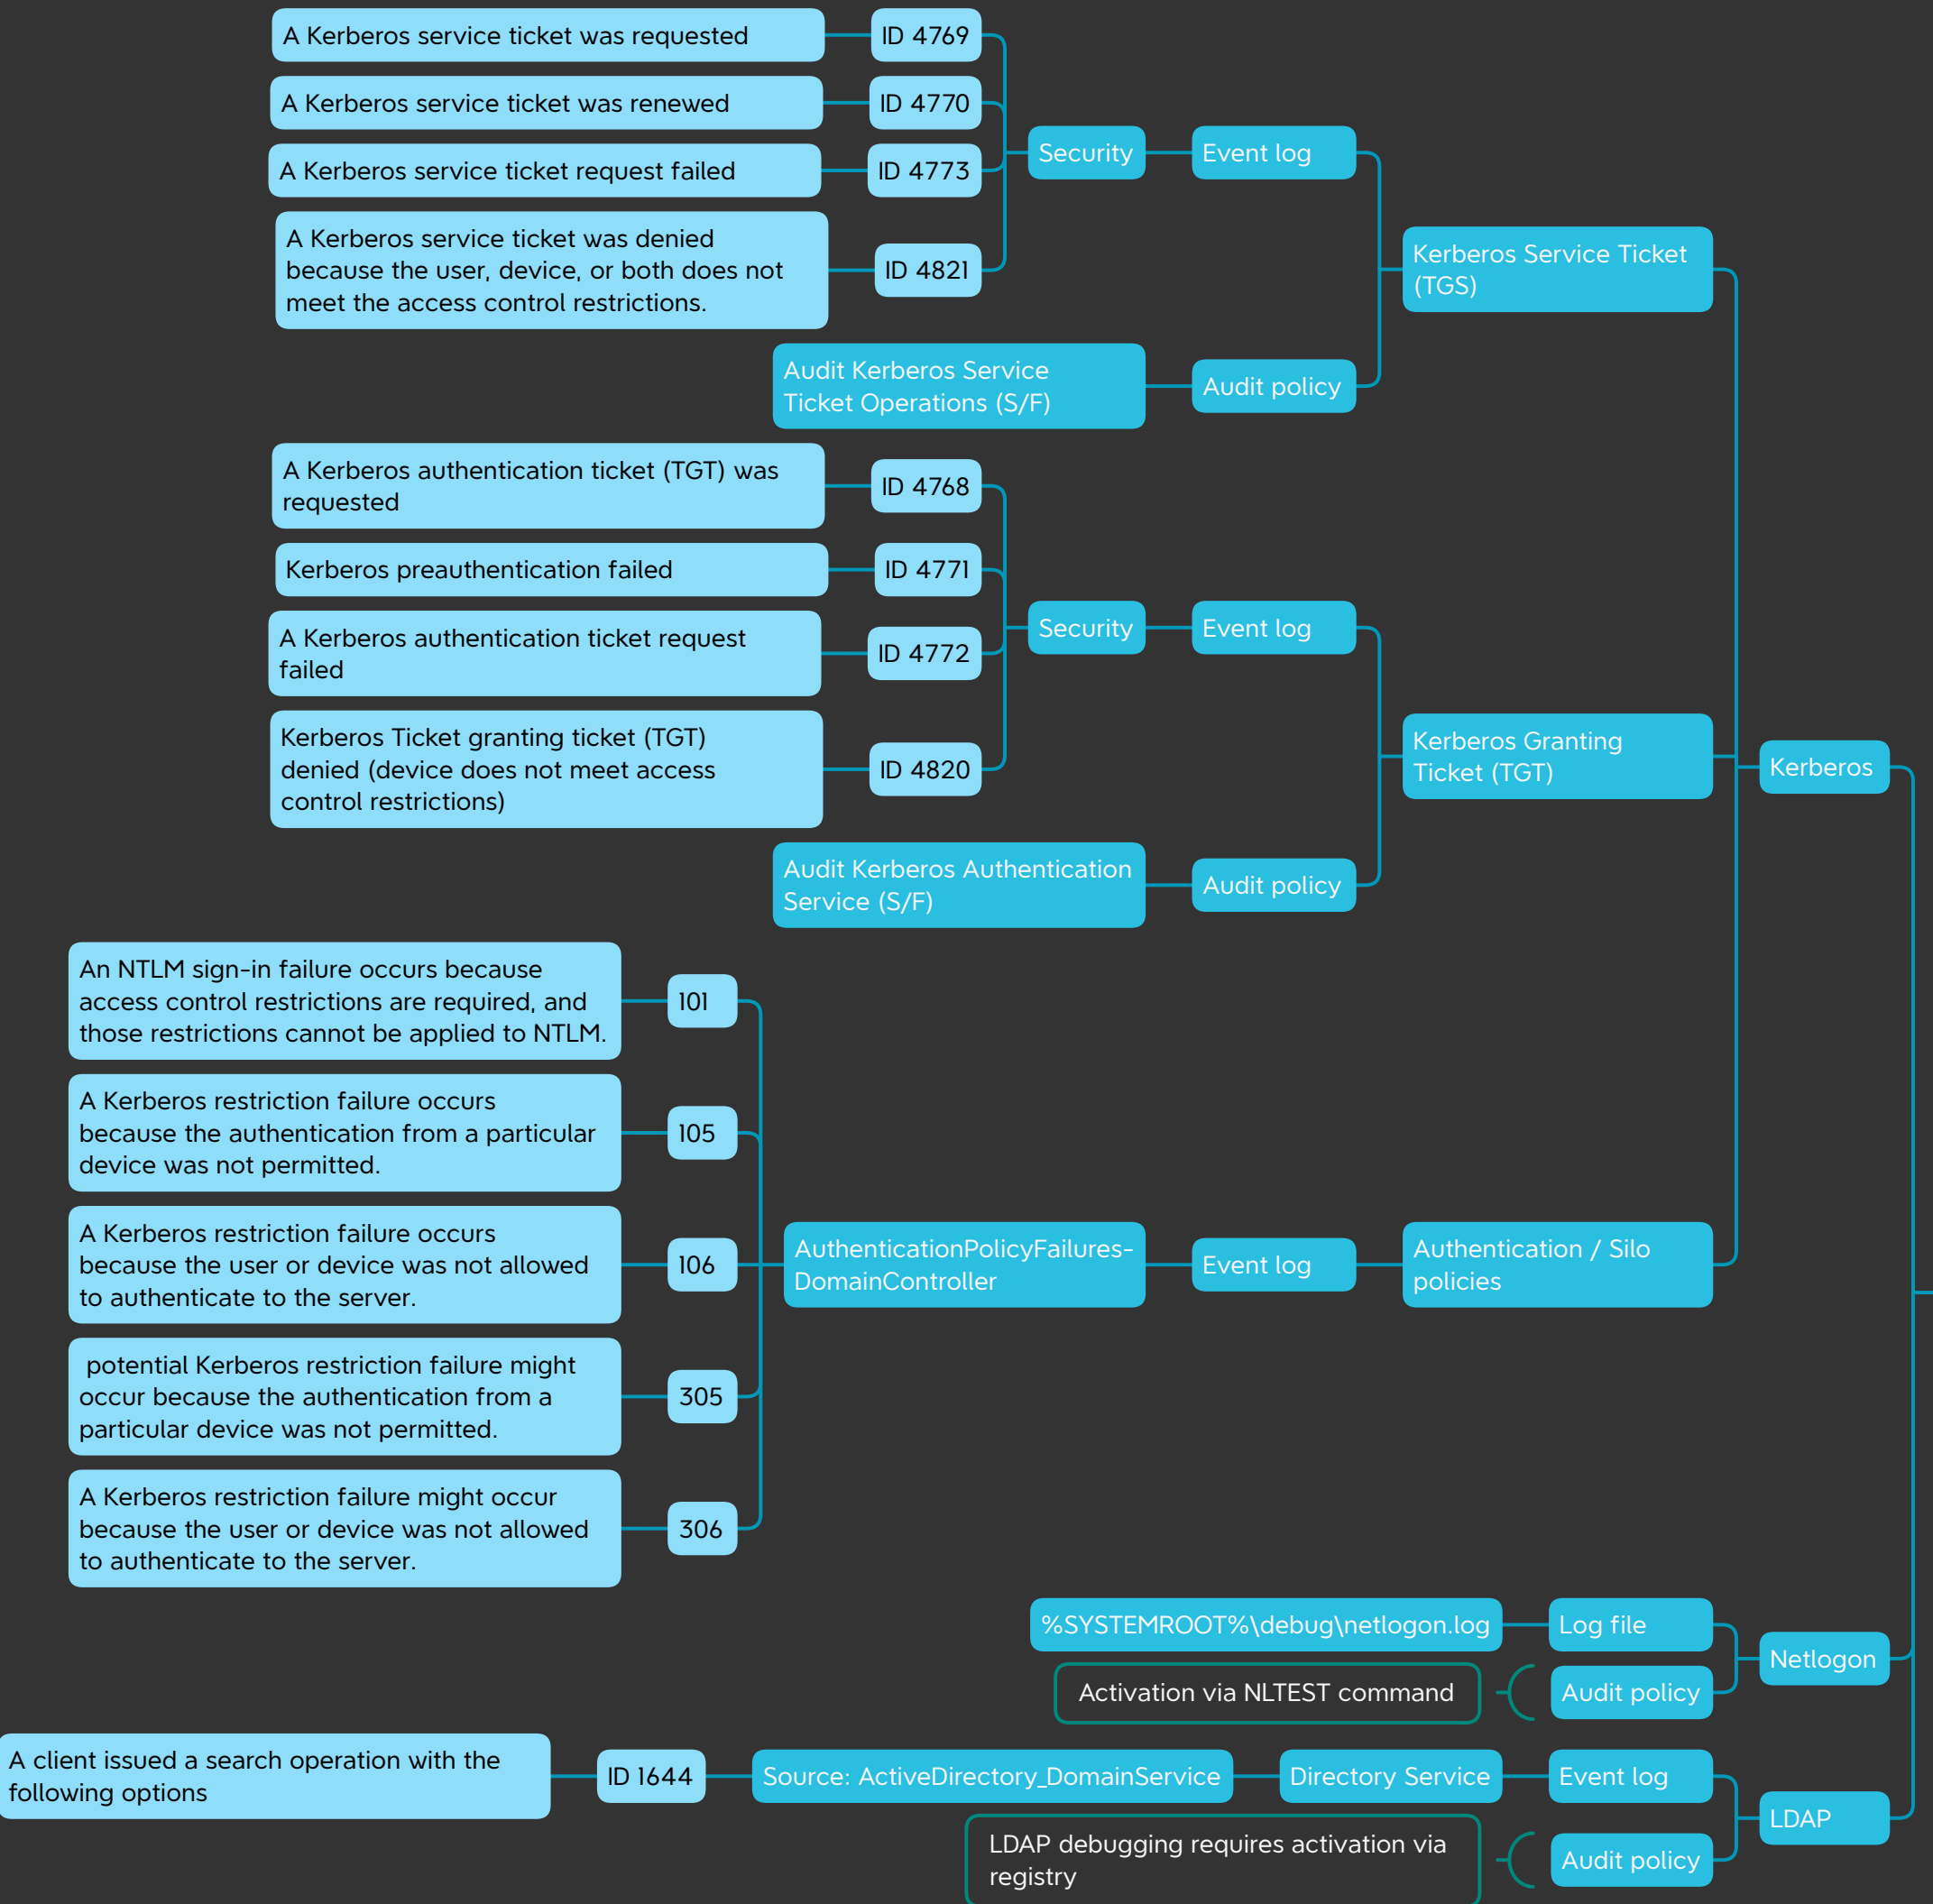 A Kerberos service ticket was requested
ID 4769
A Kerberos service ticket was renewed
ID 4770
Security
Event log
A Kerberos service ticket request failed
ID 4773
A Kerberos service ticket was denied
because the user, device, or both does not
meet the access control restrictions.
ID 4821
Kerberos Service Ticket
(TGS)
Audit Kerberos Service
Ticket Operations (S/F)
Audit policy
A Kerberos authentication ticket (TGT) was
requested
ID 4768
Kerberos preauthentication failed
ID 4771
Security
Event log
A Kerberos authentication ticket request
failed
ID 4772
Kerberos Ticket granting ticket (TGT)
denied (device does not meet access
control restrictions)
ID 4820
Kerberos Granting
Ticket (TGT)
Kerberos
Audit Kerberos Authentication
Service (S/F)
Audit policy
An NTLM sign-in failure occurs because
access control restrictions are required, and
those restrictions cannot be applied to NTLM.
101
A Kerberos restriction failure occurs
because the authentication from a particular
device was not permitted.
105
A Kerberos restriction failure occurs
because the user or device was not allowed
to authenticate to the server.
106
AuthenticationPolicyFailures-
DomainController
Event log
Authentication / Silo
policies
potential Kerberos restriction failure might
occur because the authentication from a
particular device was not permitted.
305
A Kerberos restriction failure might occur
because the user or device was not allowed
to authenticate to the server.
306
%SYSTEMROOT%\debug\netlogon.log
Log file
Netlogon
Activation via NLTEST command
Audit policy
A client issued a search operation with the
following options
ID 1644
Source: ActiveDirectory_DomainService
Directory Service
Event log
LDAP
LDAP debugging requires activation via
registry
Audit policy